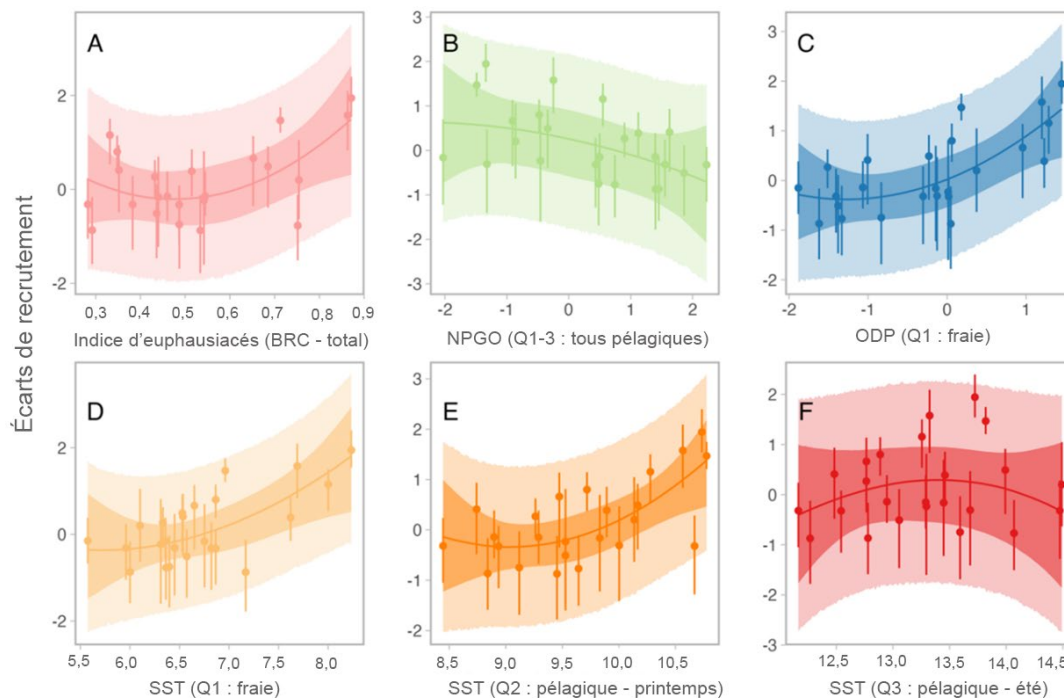 Écarts de recrutement
A
2
0
-2
0,3 0,4 0,5 0,6 0,7 0,8 0,9
Indice d'euphausiacés (BRC - total)
B
3
2
1
0
-1
-2
-3
-2 -1 0 1 2
NPGO (Q1-3 : tous pélagiques)
C
3
2
1
0
-1
-2
-2 -1 0 1
ODP (Q1 : fraie)
D
2
0
-2
5,5 6,0 6,5 7,0 7,5 8,0
SST (Q1 : fraie)
E
3
2
1
0
-1
-2
8,5 9,0 9,5 10,0 10,5
SST (Q2 : pélagique - printemps)
F
2
1
0
-1
-2
-3
12,5 13,0 13,5 14,0 14,5
SST (Q3 : pélagique - été)